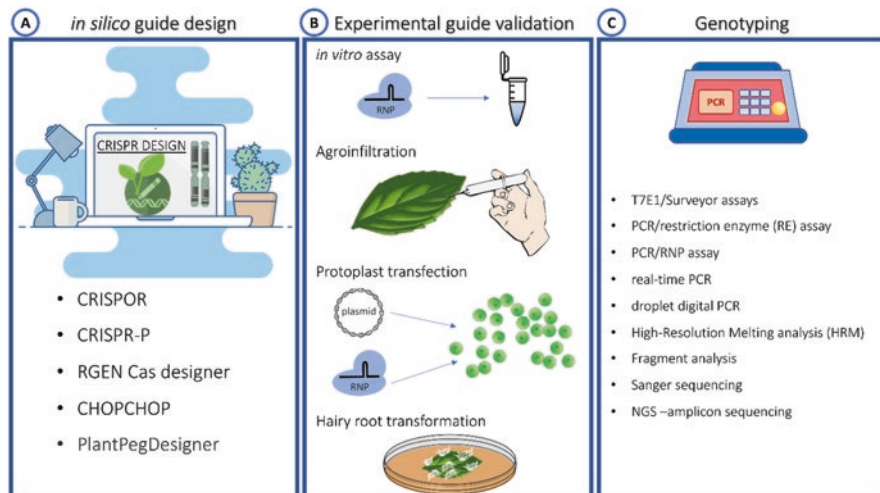 A
in silico guide design
CRISPR DESIGN
• CRISPOR
• CRISPR-P
• RGEN Cas designer
• CHOPCHOP
• PlantPegDesigner
B
Experimental guide validation
in vitro assay
RNP
Agroinfiltration
Protoplast transfection
plasmid
RNP
Hairy root transformation
C
Genotyping
PCR
• T7E1/Surveyor assays
• PCR/restriction enzyme (RE) assay
• PCR/RNP assay
• real-time PCR
• droplet digital PCR
• High-Resolution Melting analysis (HRM)
• Fragment analysis
• Sanger sequencing
• NGS –amplicon sequencing